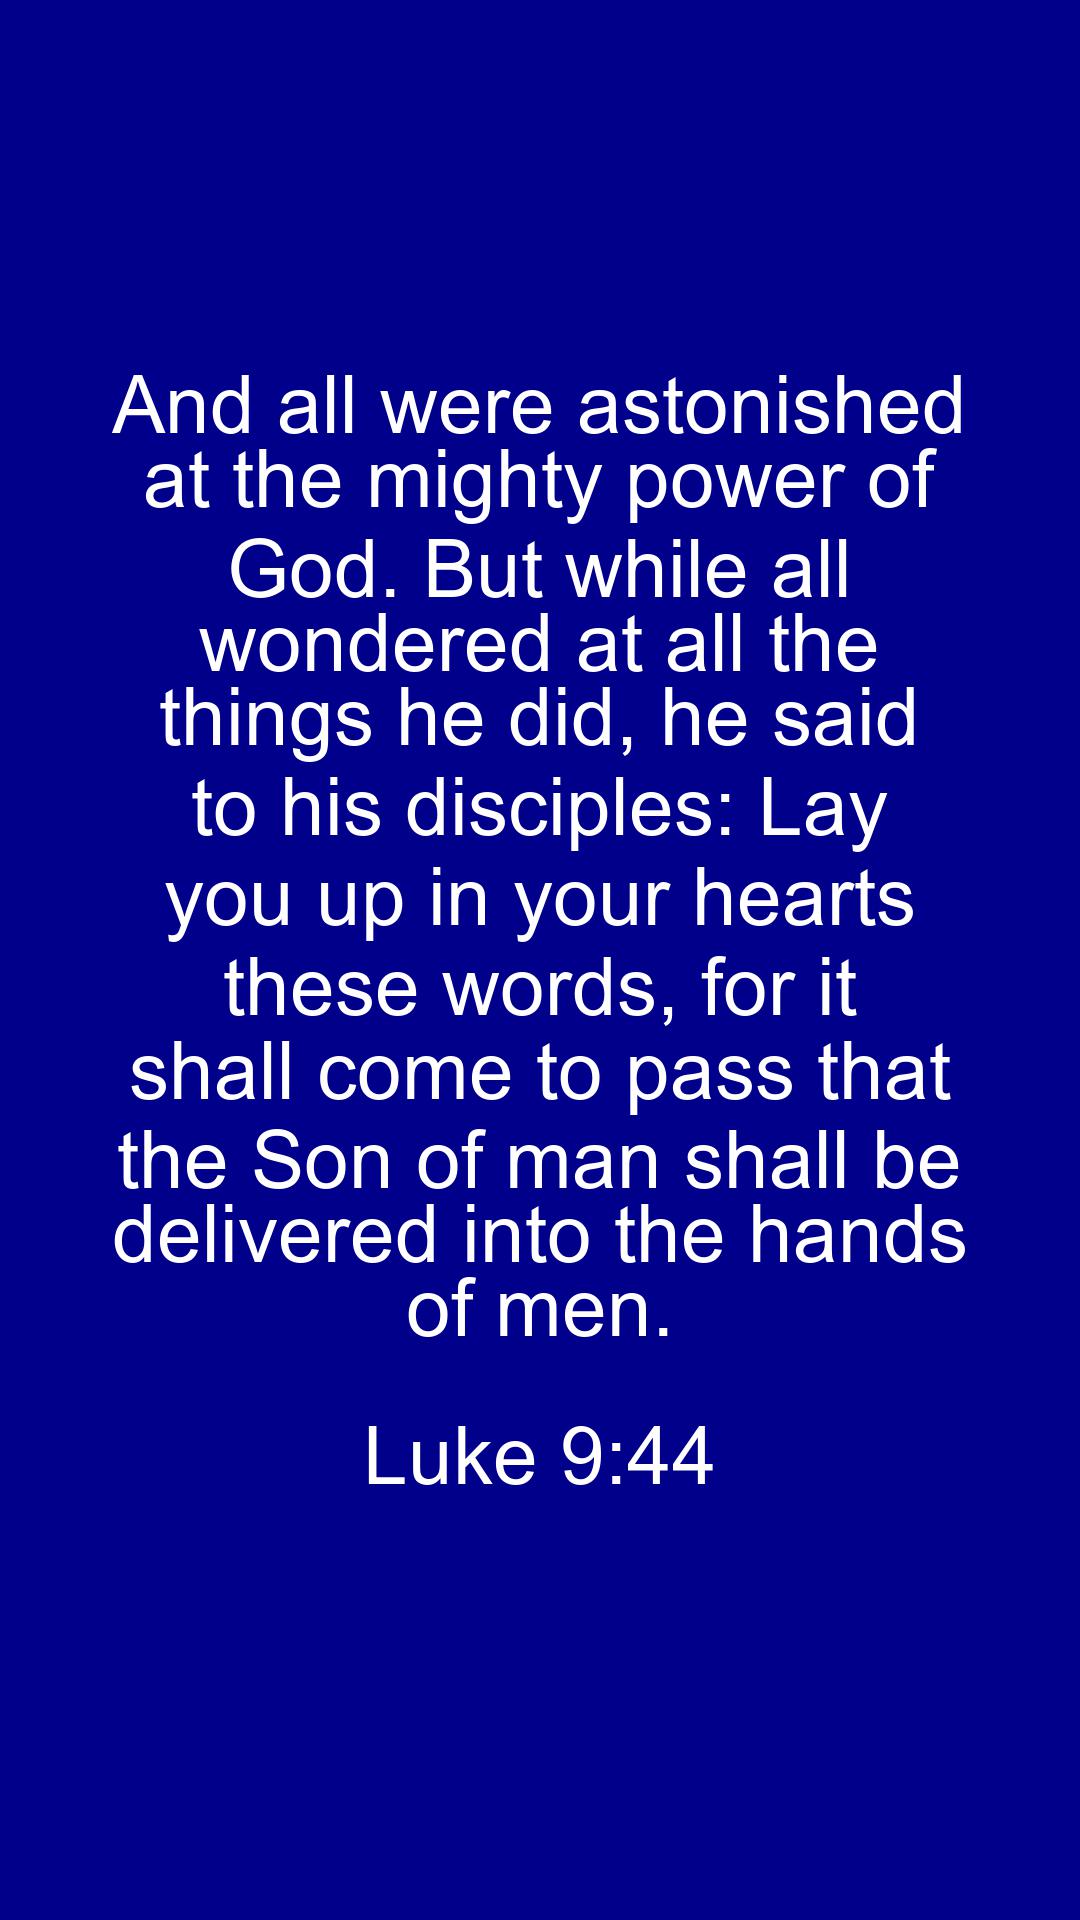 And all were astonished
at the mighty power of
God. But while all
wondered at all the
things he did, he said
to his disciples: Lay
you up in your hearts
these words, for it
shall come to pass that
the Son of man shall be
delivered into the hands
of men.
Luke 9:44